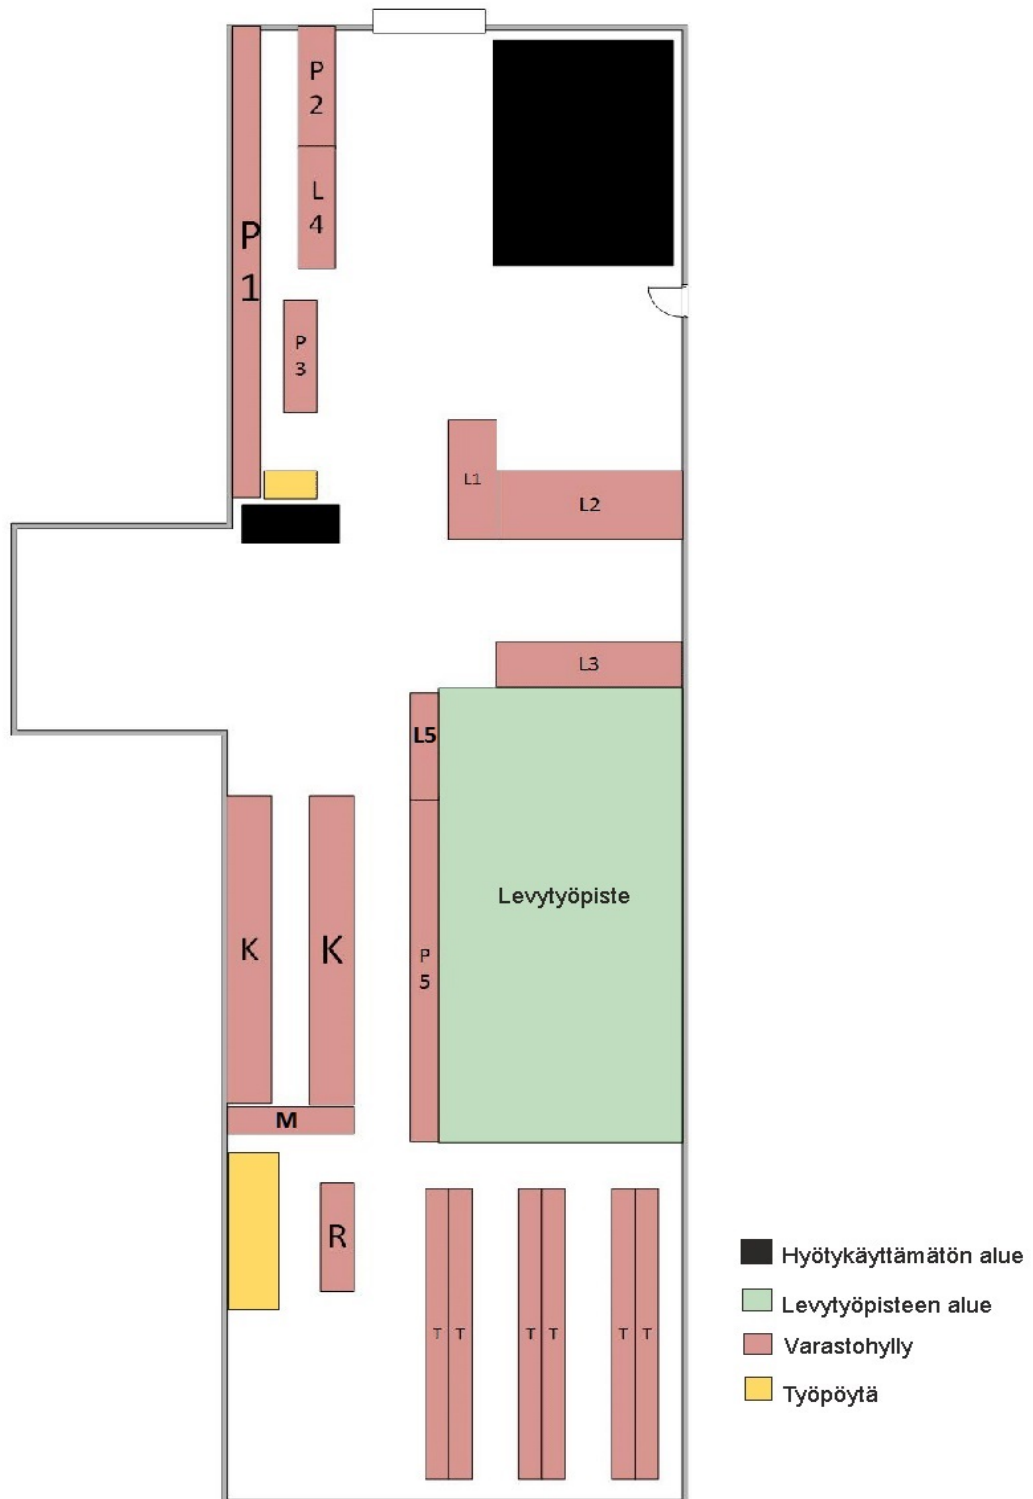 P
2
L
4
P
1
P
3
L1
L2
L3
L5
Levytyöpiste
K
K
P
5
M
R
T T T T T T
Hyötykäyttämätön alue
Levytyöpisteen alue
Varastohylly
Työpöytä